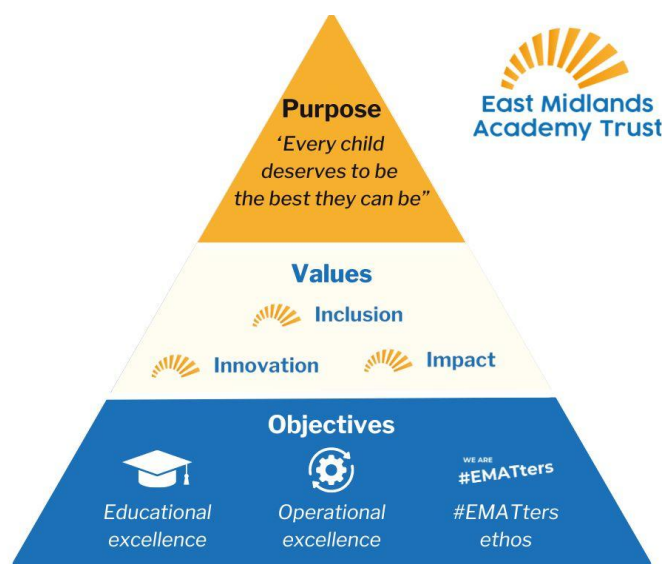 East Midlands
Academy Trust
Purpose
‘Every child
deserves to be
the best they can be”
Values
Inclusion
Innovation
Impact
Objectives
WE ARE
#EMATters
Educational
excellence
Operational
excellence
#EMATters
ethos